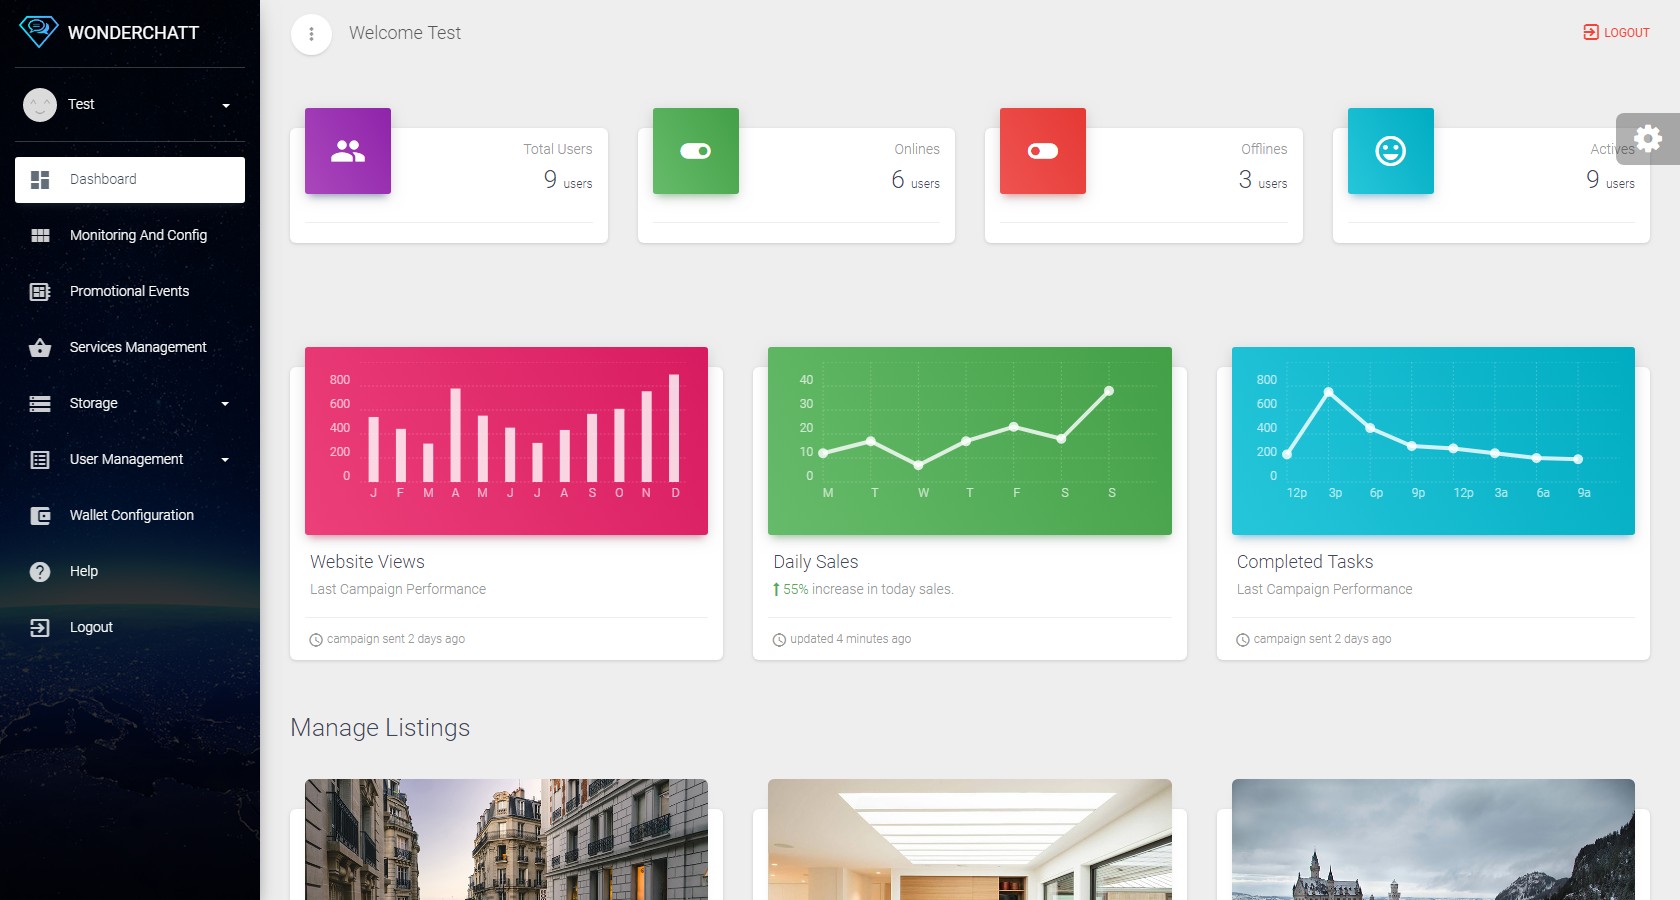 WONDERCHATT
Test
Dashboard
Monitoring And Config
Promotional Events
Services Management
Storage
User Management
Wallet Configuration
Help
Logout
Welcome Test
LOGOUT
Total Users
9 users
Onlines
6 users
Offlines
3 users
Actives
9 users
800
600
400
200
0
J F M A M J J A S O N D
Website Views
Last Campaign Performance
campaign sent 2 days ago
40
30
20
10
0
M T W T F S S
Daily Sales
55% increase in today sales.
updated 4 minutes ago
800
600
400
200
0
12p 3p 6p 9p 12p 3a 6a 9a
Completed Tasks
Last Campaign Performance
campaign sent 2 days ago
Manage Listings